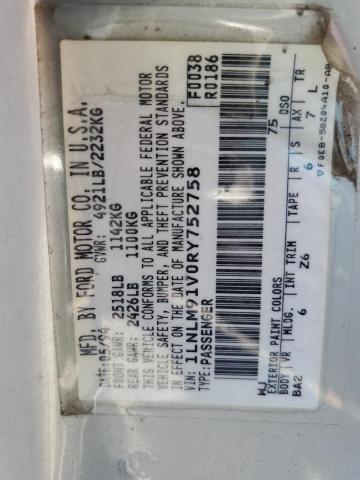 MFD. BY FORD MOTOR CO. IN U.S.A.
DATE: 05/94 GVWR: 4921LB/2232KG
FRONT GAWR: 2518LB 1142KG
REAR GAWR: 2426LB 1100KG
THIS VEHICLE CONFORMS TO ALL APPLICABLE FEDERAL MOTOR
VEHICLE SAFETY, BUMPER, AND THEFT PREVENTION STANDARDS
IN EFFECT ON THE DATE OF MANUFACTURE SHOWN ABOVE.
1LNLM91V0RY752758
TYPE: PASSENGER
F0038
R0186
WJ 75 DSO
EXTERIOR PAINT COLORS
BODY VR MLDG. INT TRIM TAPE R S AX TR
BA2 6 Z6 6 7 L
▽ F0EB-58204A10-AB